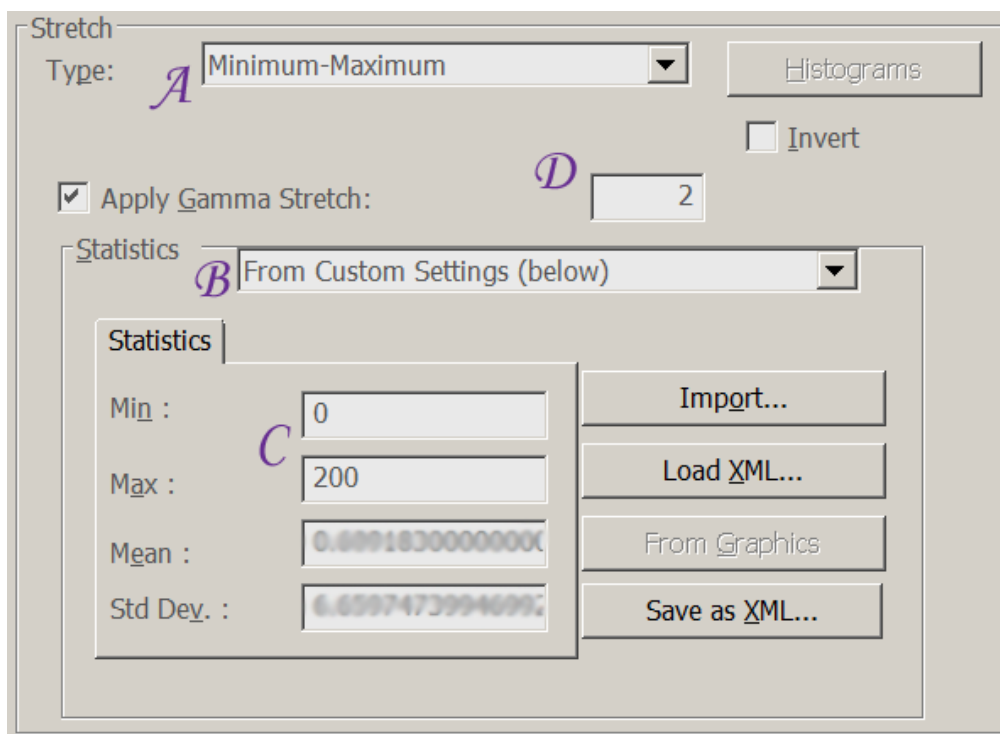 Stretch
Type: A Minimum-Maximum Histograms
Invert
Apply Gamma Stretch: D 2
Statistics B From Custom Settings (below)
Statistics
Min : C 0 Import...
Max : 200 Load XML...
Mean : From Graphics
Std Dev. : Save as XML...